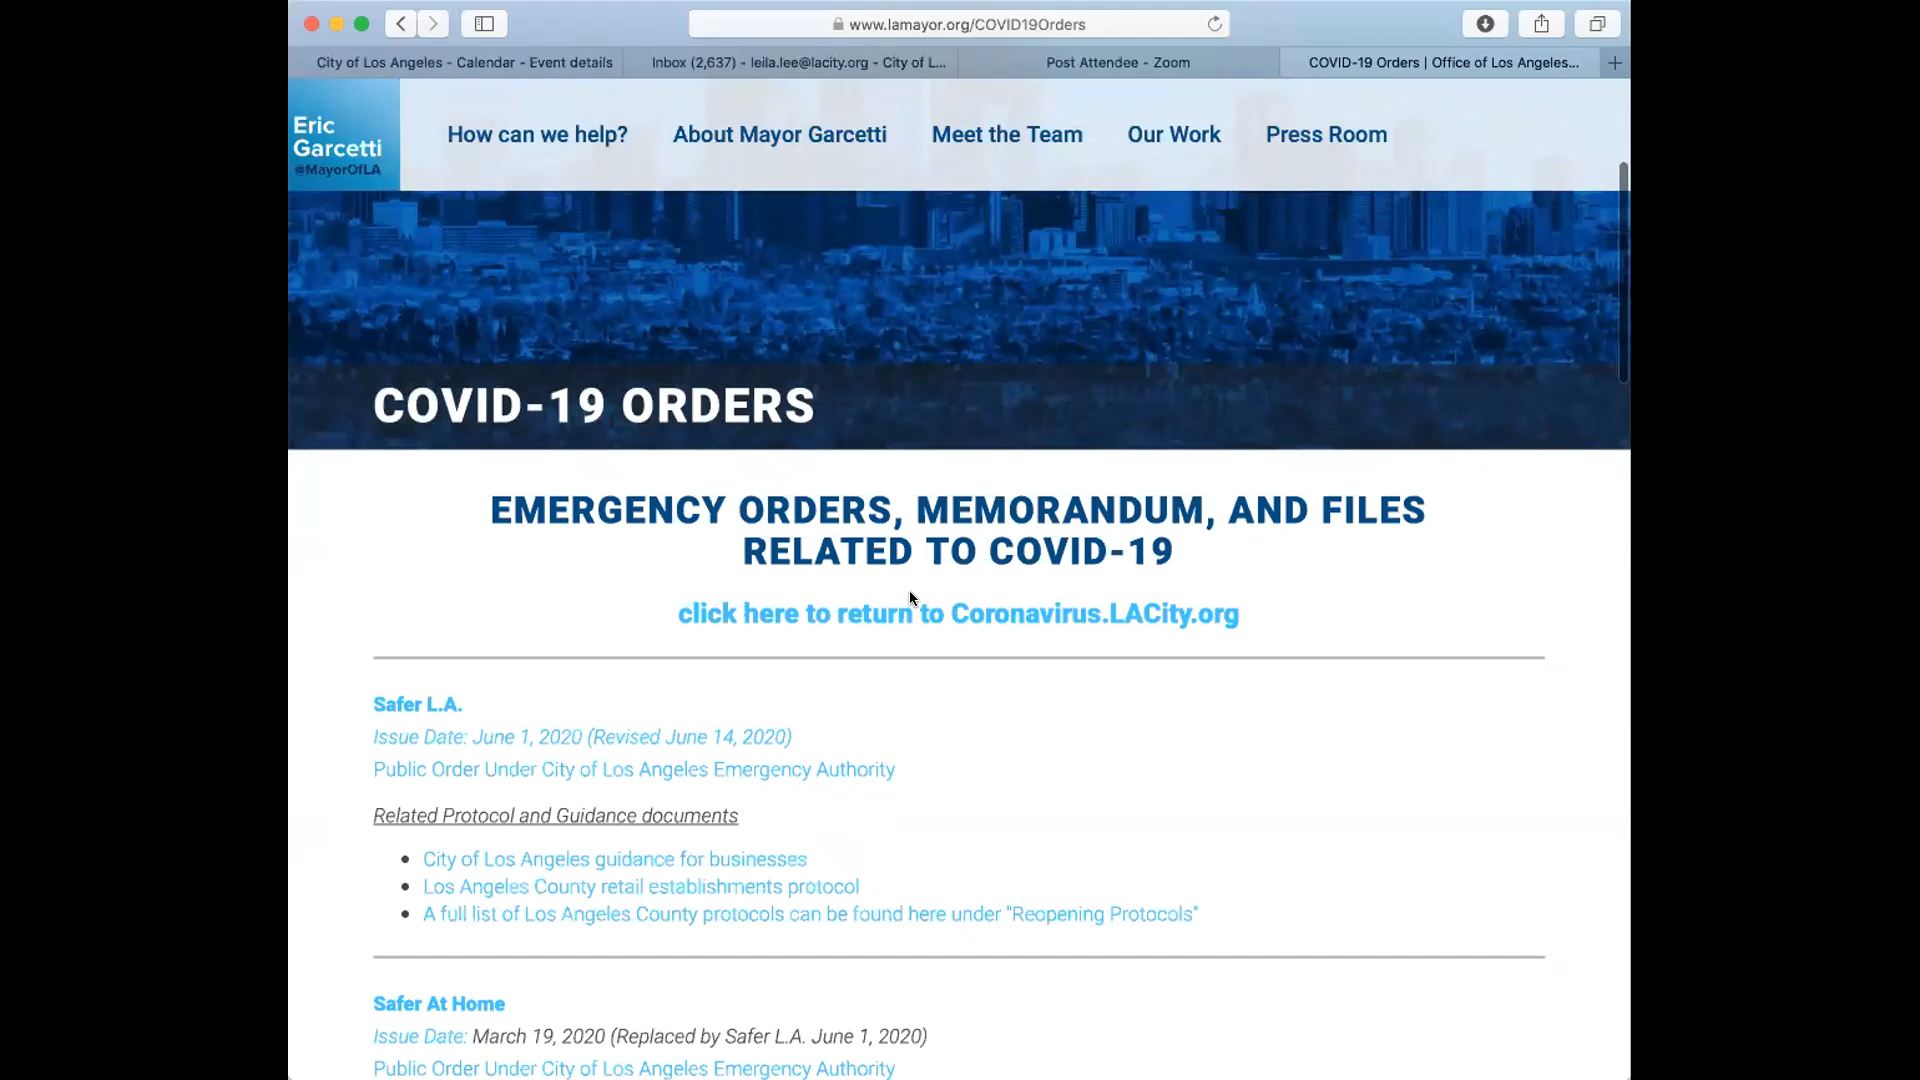 www.lamayor.org/COVID19Orders
City of Los Angeles - Calendar - Event details
Inbox (2,637) - leila.lee@lacity.org - City of L...
Post Attendee - Zoom
COVID-19 Orders | Office of Los Angeles...
Eric
Garcetti
@MayorOfLA
How can we help?
About Mayor Garcetti
Meet the Team
Our Work
Press Room
COVID-19 ORDERS
EMERGENCY ORDERS, MEMORANDUM, AND FILES
RELATED TO COVID-19
click here to return to Coronavirus.LACity.org
Safer L.A.
Issue Date: June 1, 2020 (Revised June 14, 2020)
Public Order Under City of Los Angeles Emergency Authority
Related Protocol and Guidance documents
City of Los Angeles guidance for businesses
Los Angeles County retail establishments protocol
A full list of Los Angeles County protocols can be found here under "Reopening Protocols"
Safer At Home
Issue Date: March 19, 2020 (Replaced by Safer L.A. June 1, 2020)
Public Order Under City of Los Angeles Emergency Authority